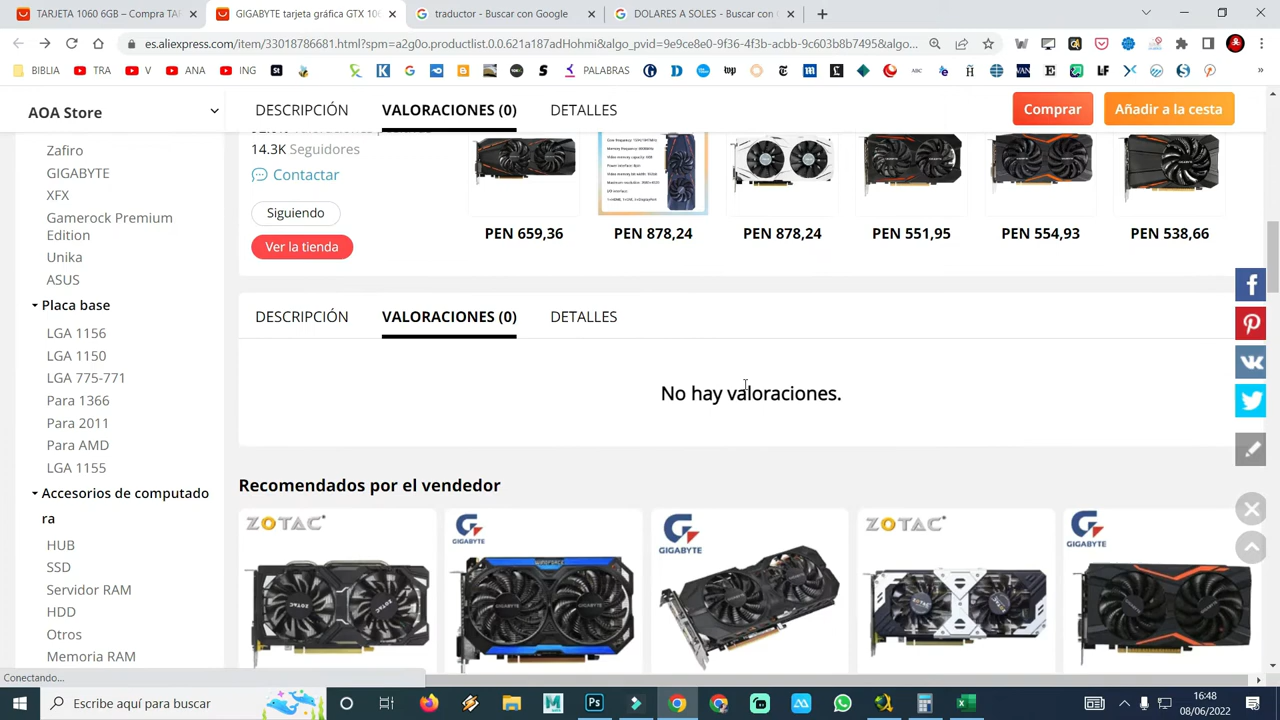 TARJETA 1060 6GB – Compra TAR
GIGABYTE tarjeta gráfica GTX 106
traductor - Buscar con Google
DOLARES A SOLES - Buscar con
es.aliexpress.com/item/33018786681.html?spm=a2g0o.productlist.0.0.621a1b7adHohmi&algo_pvid=9e9ce8e0-9f36-4f3b-acbb-9c603b8b7495&algo...
BIBLIA
TRA
V
ANA
ING
PALABRAS
AOA Store
DESCRIPCIÓN
VALORACIONES (0)
DETALLES
Comprar
Añadir a la cesta
14.3K Seguidores
Contactar
Siguiendo
Ver la tienda
PEN 659,36
PEN 878,24
PEN 878,24
PEN 551,95
PEN 554,93
PEN 538,66
Zafiro
GIGABYTE
XFX
Gamerock Premium
Edition
Unika
ASUS
Placa base
LGA 1156
LGA 1150
LGA 775-771
Para 1366
Para 2011
Para AMD
LGA 1155
Accesorios de computado
ra
HUB
SSD
Servidor RAM
HDD
Otros
Memoria RAM
DESCRIPCIÓN
VALORACIONES (0)
DETALLES
No hay valoraciones.
Recomendados por el vendedor
ZOTAC
GIGABYTE
GIGABYTE
ZOTAC
GIGABYTE
Conectando...
Escribe aquí para buscar
16:48
08/06/2022